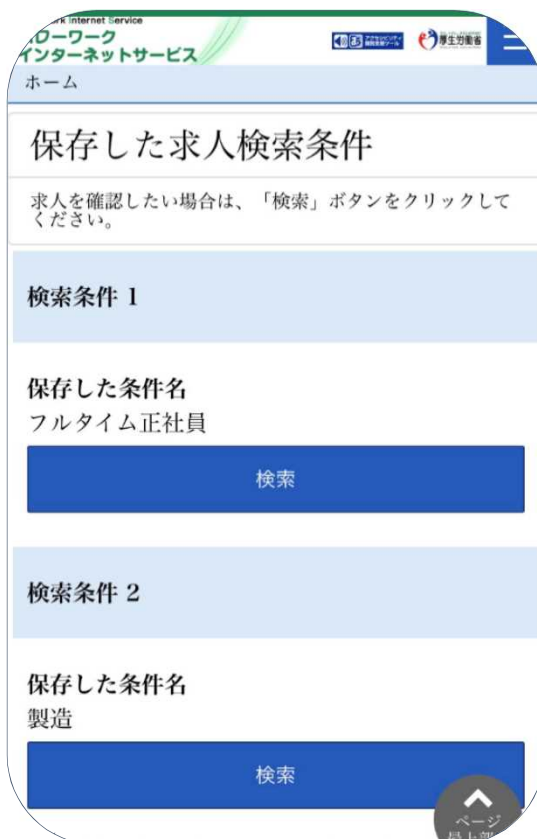 Internet Service
ローワーク
インターネットサービス
厚生労働省
ホーム
保存した求人検索条件
求人を確認したい場合は、「検索」ボタンをクリックして
ください。
検索条件 1
保存した条件名
フルタイム正社員
検索
検索条件 2
保存した条件名
製造
検索
ページ
最上部